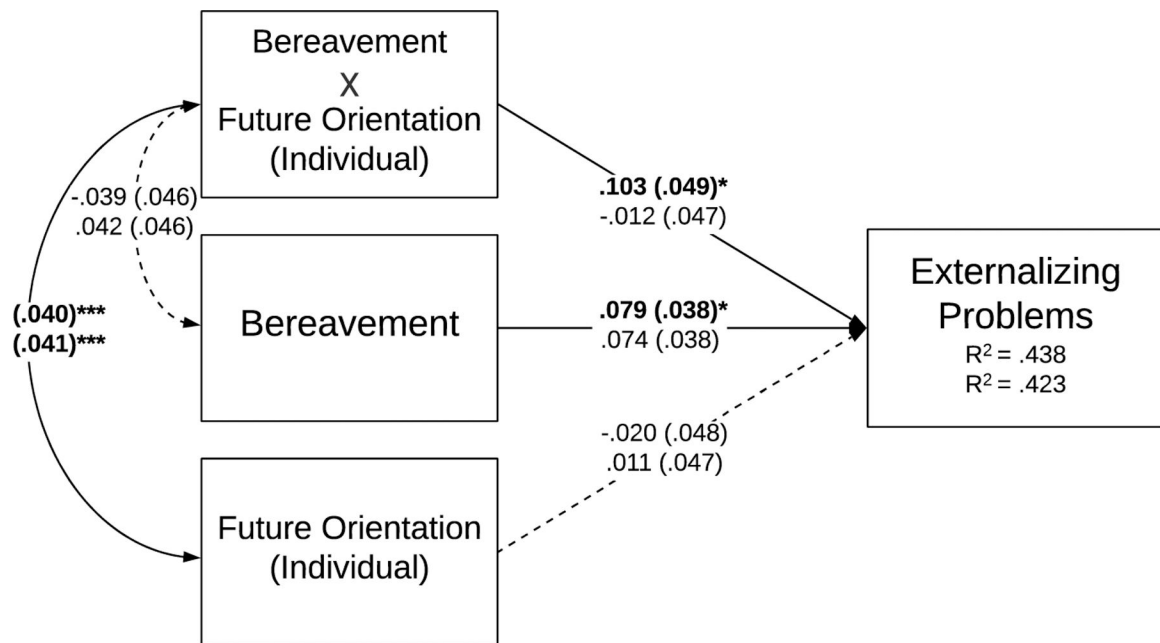 Bereavement
X
Future Orientation
(Individual)
-.039 (.046)
.042 (.046)
.103 (.049)*
-.012 (.047)
Bereavement
(.040)***
(.041)***
.079 (.038)*
.074 (.038)
Externalizing
Problems
R² = .438
R² = .423
-.020 (.048)
.011 (.047)
Future Orientation
(Individual)